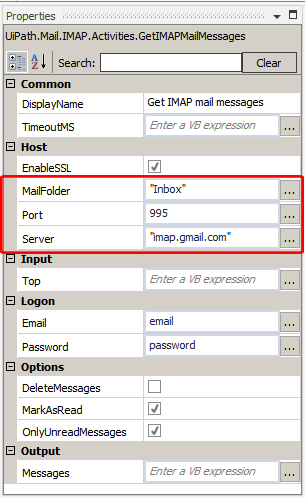 Properties
UiPath.Mail.IMAP.Activities.GetIMAPMailMessages
Search: Clear
Common
DisplayName Get IMAP mail messages
TimeoutMS Enter a VB expression ...
Host
EnableSSL
MailFolder "Inbox" ...
Port 995 ...
Server "imap.gmail.com" ...
Input
Top Enter a VB expression ...
Logon
Email email ...
Password password ...
Options
DeleteMessages
MarkAsRead
OnlyUnreadMessages
Output
Messages Enter a VB expression ...